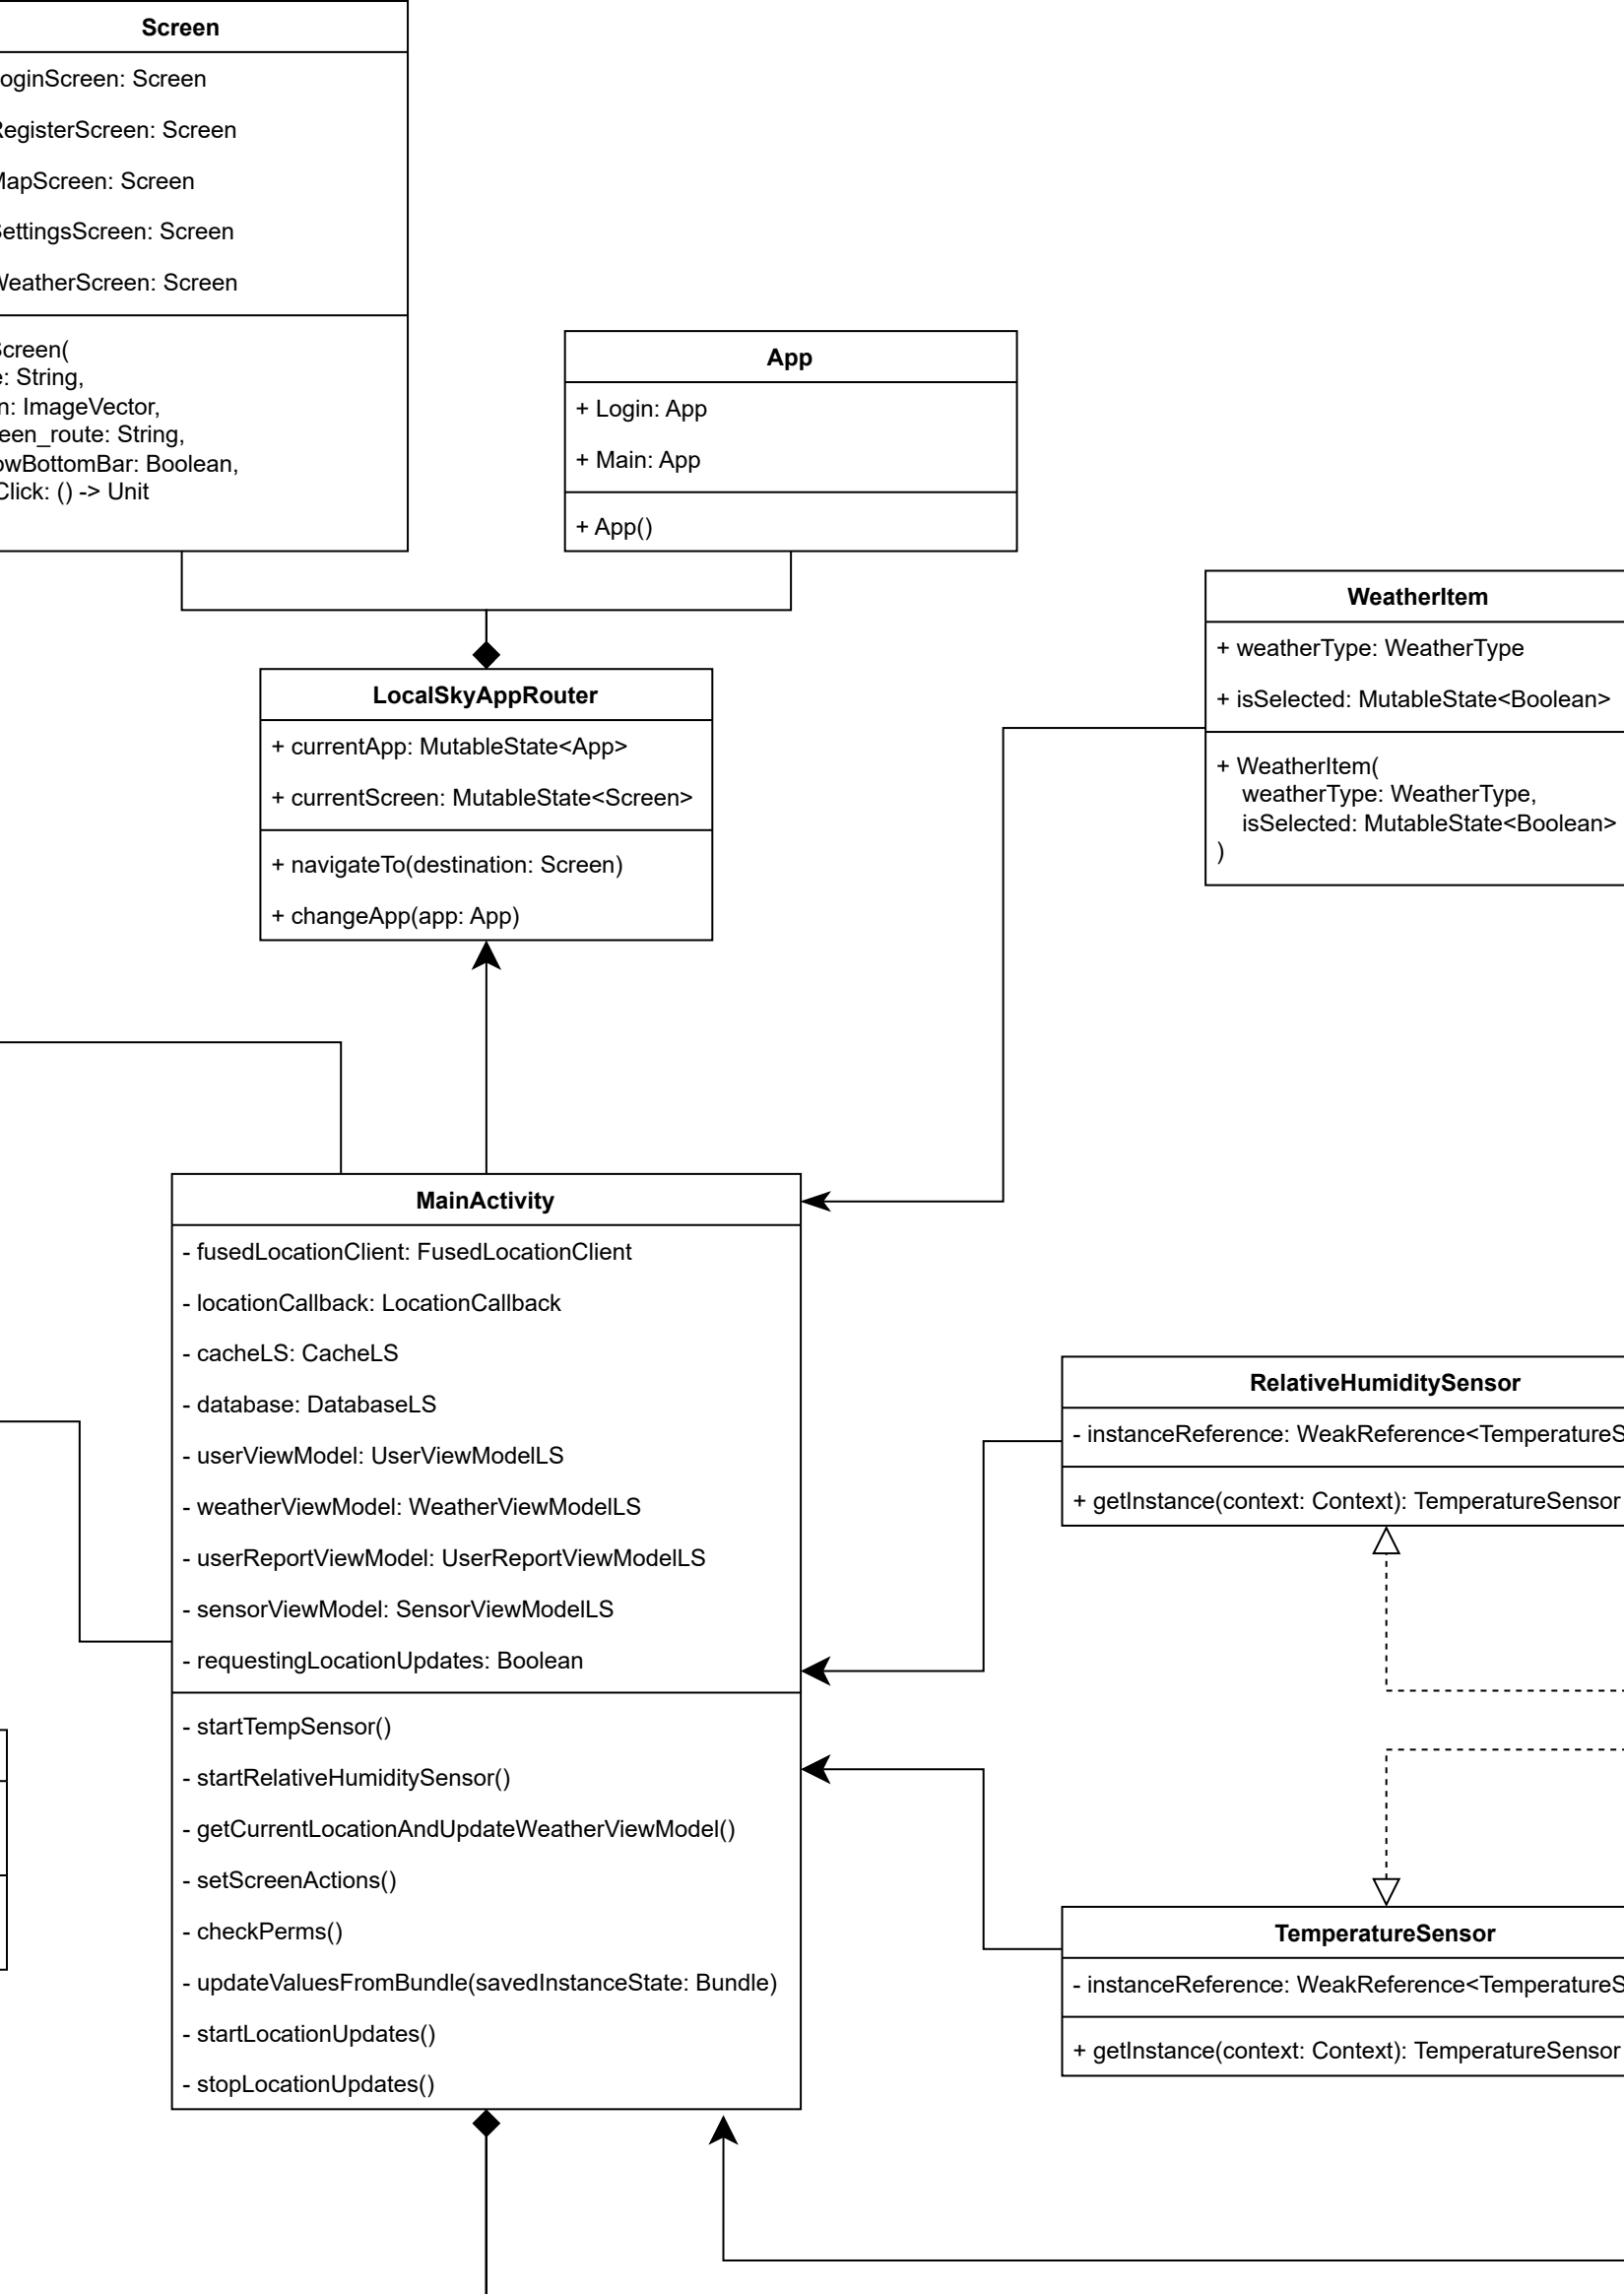 Screen
oginScreen: Screen
RegisterScreen: Screen
MapScreen: Screen
SettingsScreen: Screen
WeatherScreen: Screen
Screen(
e: String,
n: ImageVector,
een_route: String,
owBottomBar: Boolean,
Click: () -> Unit
App
+ Login: App
+ Main: App
+ App()
WeatherItem
+ weatherType: WeatherType
+ isSelected: MutableState<Boolean>
+ WeatherItem(
weatherType: WeatherType,
isSelected: MutableState<Boolean>
)
LocalSkyAppRouter
+ currentApp: MutableState<App>
+ currentScreen: MutableState<Screen>
+ navigateTo(destination: Screen)
+ changeApp(app: App)
MainActivity
- fusedLocationClient: FusedLocationClient
- locationCallback: LocationCallback
- cacheLS: CacheLS
- database: DatabaseLS
- userViewModel: UserViewModelLS
- weatherViewModel: WeatherViewModelLS
- userReportViewModel: UserReportViewModelLS
- sensorViewModel: SensorViewModelLS
- requestingLocationUpdates: Boolean
- startTempSensor()
- startRelativeHumiditySensor()
- getCurrentLocationAndUpdateWeatherViewModel()
- setScreenActions()
- checkPerms()
- updateValuesFromBundle(savedInstanceState: Bundle)
- startLocationUpdates()
- stopLocationUpdates()
RelativeHumiditySensor
- instanceReference: WeakReference<TemperatureS
+ getInstance(context: Context): TemperatureSensor
TemperatureSensor
- instanceReference: WeakReference<TemperatureS
+ getInstance(context: Context): TemperatureSensor